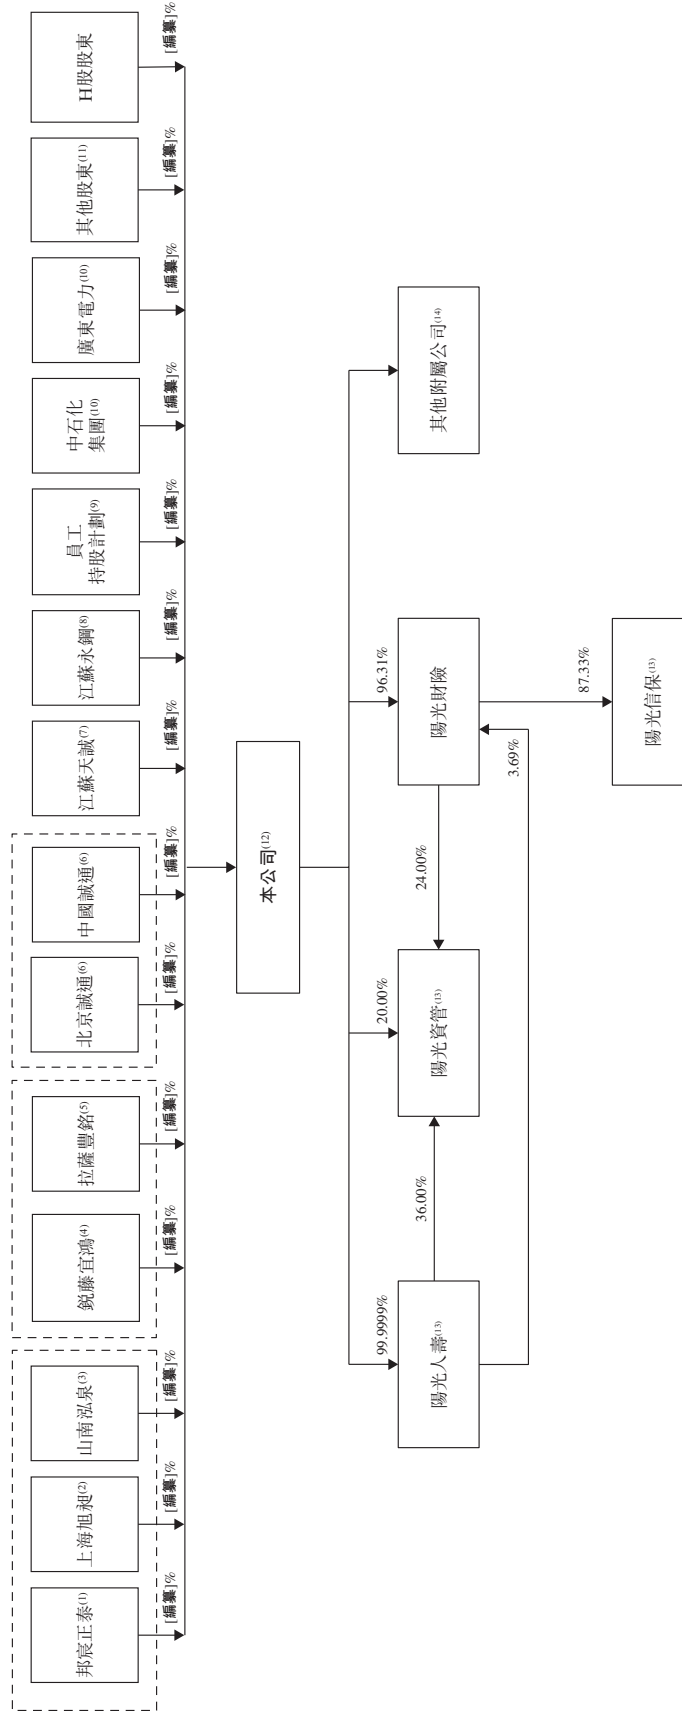 邦宸正泰(1)
上海旭昶(2)
山南泓泉(3)
鋭藤宜鴻(4)
拉薩豐銘(5)
北京誠通(6)
中國誠通(6)
江蘇天誠(7)
江蘇永鋼(8)
員工
持股計劃(9)
中石化
集團(10)
廣東電力(10)
其他股東(11)
H股股東
[編纂]%
[編纂]%
[編纂]%
[編纂]%
[編纂]%
[編纂]%
[編纂]%
[編纂]%
[編纂]%
[編纂]%
[編纂]%
[編纂]%
[編纂]%
[編纂]%
本公司(12)
99.9999%
20.00%
96.31%
陽光人壽(13)
36.00%
陽光資管(13)
24.00%
陽光財險
其他附屬公司(14)
3.69%
87.33%
陽光信保(13)